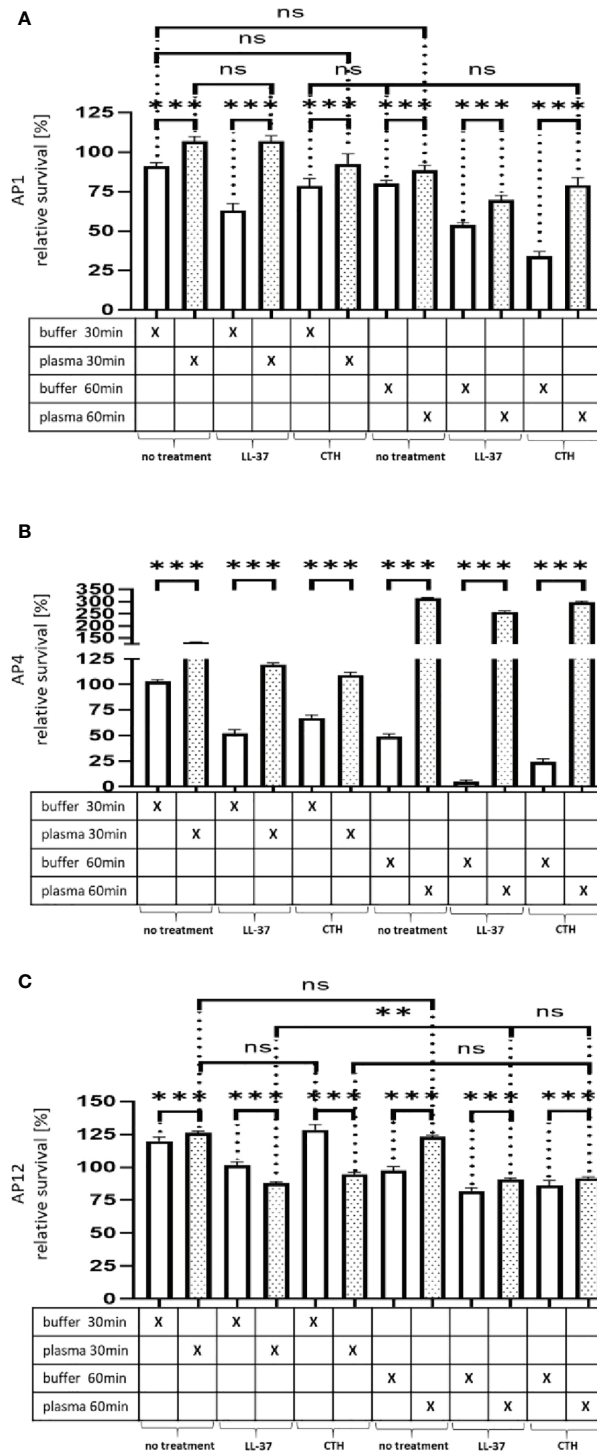 A
ns
ns
ns ns ns
*** *** *** *** *** ***
AP1
relative survival [%]
125
100
75
50
25
0
buffer 30min X X X
plasma 30min X X X
buffer 60min X X X
plasma 60min X X X
no treatment LL-37 CTH no treatment LL-37 CTH
B
*** *** *** *** *** ***
AP4
relative survival [%]
350
300
250
200
150
125
100
75
50
25
0
buffer 30min X X X
plasma 30min X X X
buffer 60min X X X
plasma 60min X X X
no treatment LL-37 CTH no treatment LL-37 CTH
C
ns
** ns
ns ns
*** *** *** *** *** ***
AP12
relative survival [%]
150
125
100
75
50
25
0
buffer 30min X X X
plasma 30min X X X
buffer 60min X X X
plasma 60min X X X
no treatment LL-37 CTH no treatment LL-37 CTH